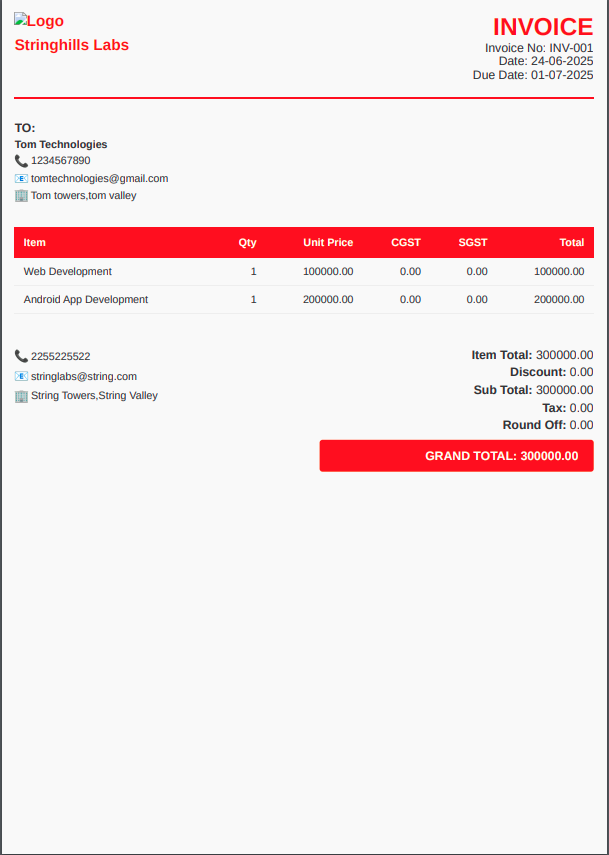 Logo
Stringhills Labs
INVOICE
Invoice No: INV-001
Date: 24-06-2025
Due Date: 01-07-2025
TO:
Tom Technologies
📞 1234567890
📧 tomtechnologies@gmail.com
🏢 Tom towers,tom valley
Item Qty Unit Price CGST SGST Total
Web Development 1 100000.00 0.00 0.00 100000.00
Android App Development 1 200000.00 0.00 0.00 200000.00
📞 2255225522
📧 stringlabs@string.com
🏢 String Towers,String Valley
Item Total: 300000.00
Discount: 0.00
Sub Total: 300000.00
Tax: 0.00
Round Off: 0.00
GRAND TOTAL: 300000.00